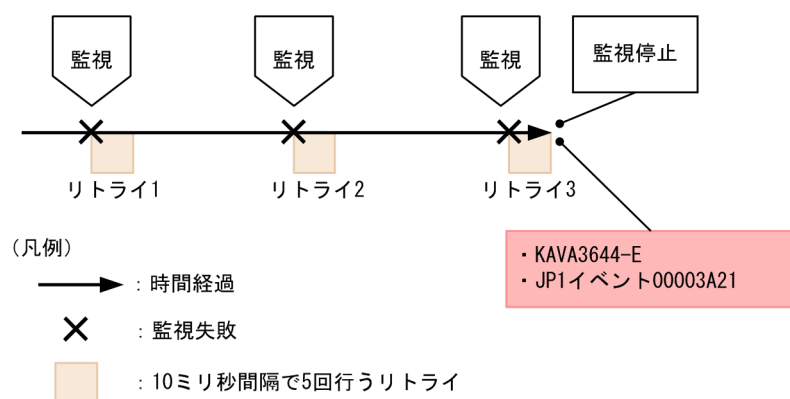 監視
監視
監視
監視停止
リトライ1
リトライ2
リトライ3
(凡例)
・KAVA3644-E
・JP1イベント00003A21
：時間経過
：監視失敗
：10ミリ秒間隔で5回行うリトライ